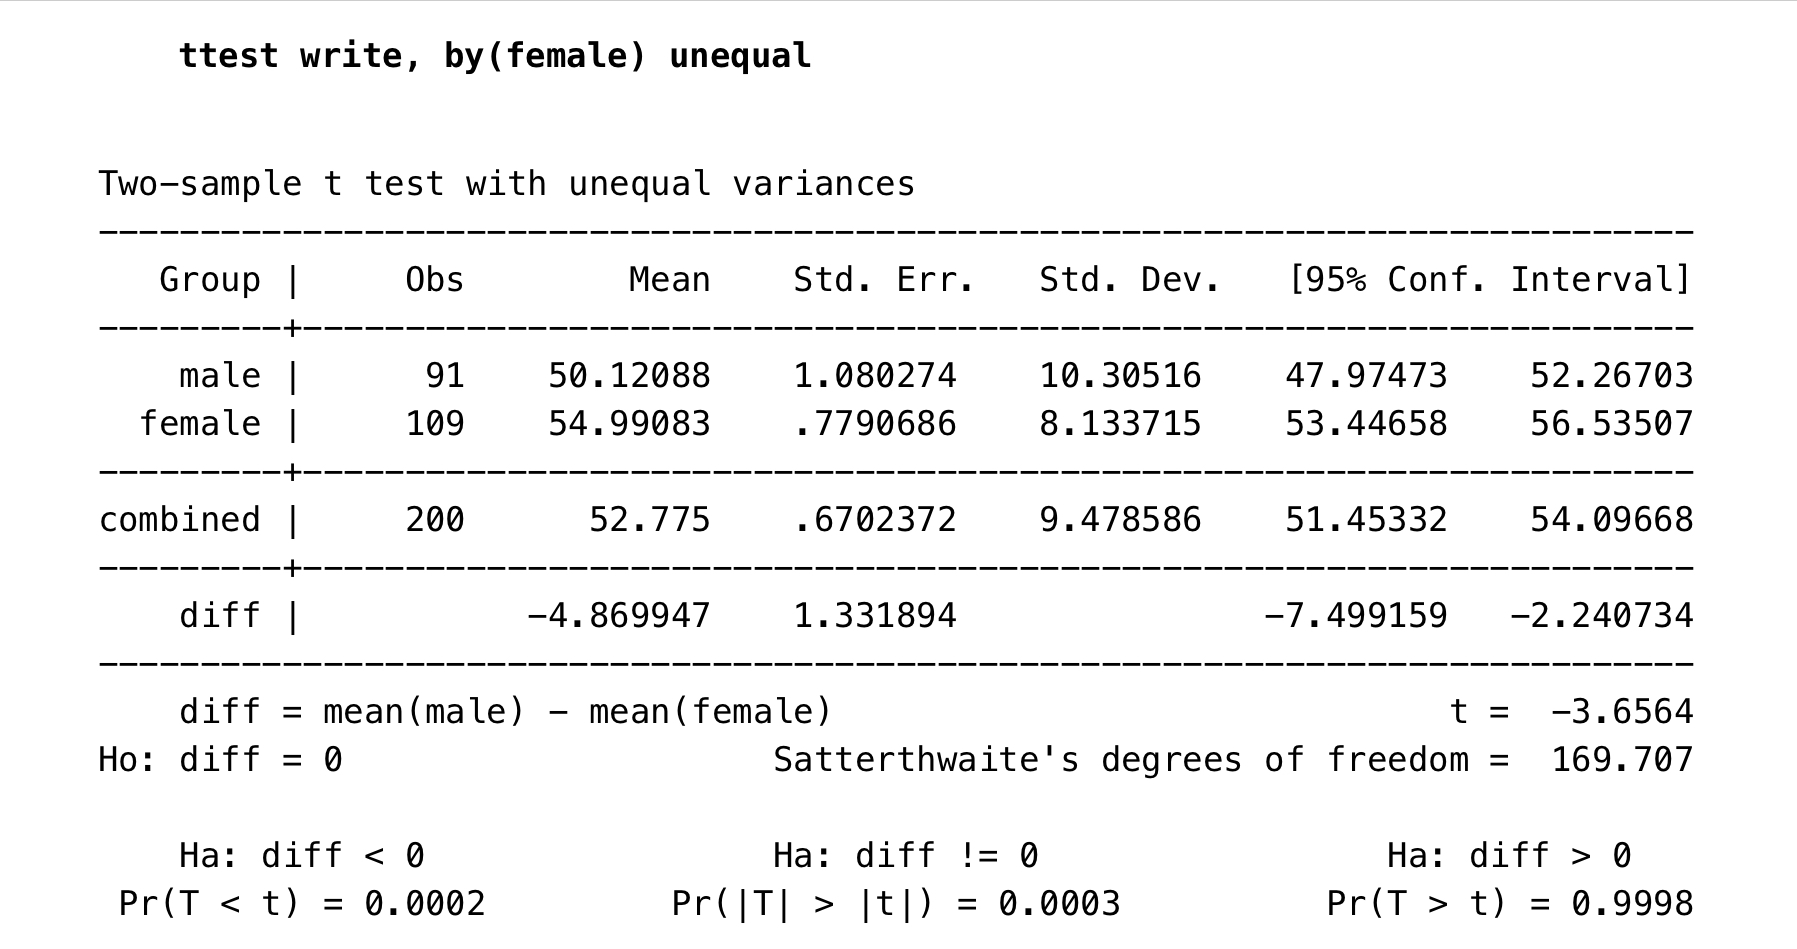 ttest write, by(female) unequal
Two-sample t test with unequal variances
------------------------------------------------------------------------------
   Group |     Obs        Mean    Std. Err.   Std. Dev.   [95% Conf. Interval]
---------+--------------------------------------------------------------------
    male |      91    50.12088    1.080274    10.30516    47.97473    52.26703
  female |     109    54.99083    .7790686    8.133715    53.44658    56.53507
---------+--------------------------------------------------------------------
combined |     200      52.775    .6702372    9.478586    51.45332    54.09668
---------+--------------------------------------------------------------------
    diff |           -4.869947    1.331894               -7.499159   -2.240734
------------------------------------------------------------------------------
    diff = mean(male) - mean(female)                              t =  -3.6564
Ho: diff = 0                     Satterthwaite's degrees of freedom =  169.707
    Ha: diff < 0                 Ha: diff != 0                 Ha: diff > 0
 Pr(T < t) = 0.0002         Pr(|T| > |t|) = 0.0003          Pr(T > t) = 0.9998